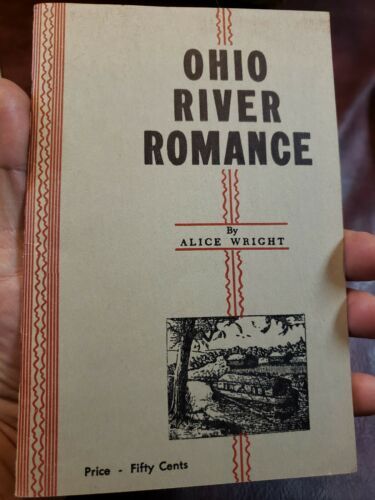 OHIO
RIVER
ROMANCE
By
ALICE WRIGHT
Price - Fifty Cents